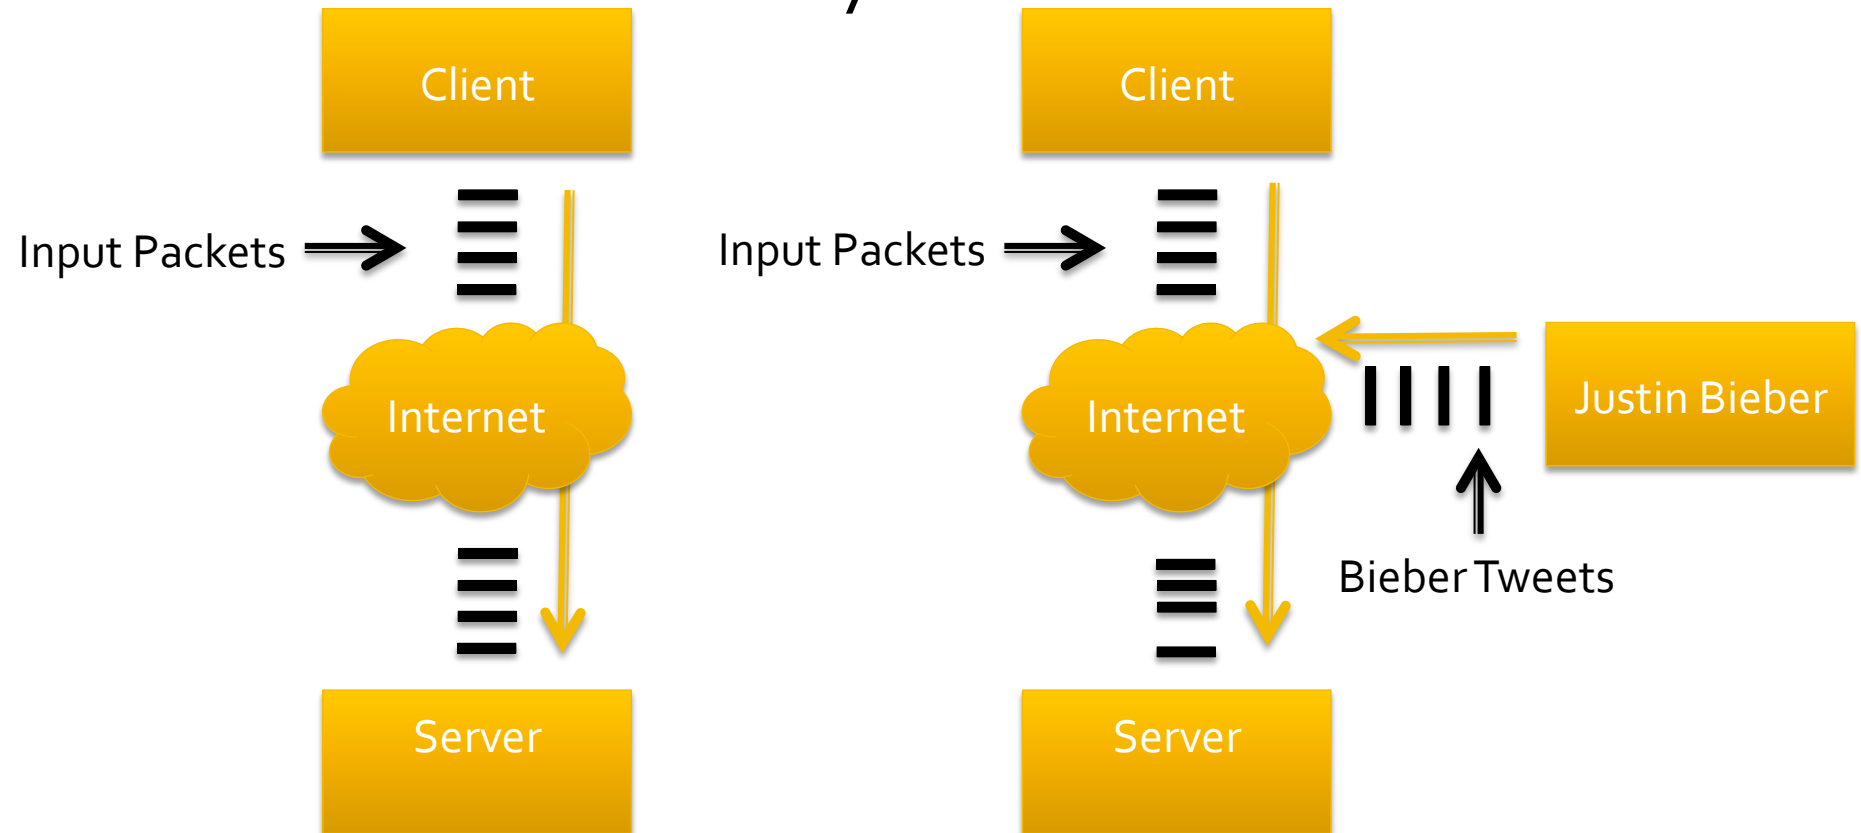 Client
Client
Input Packets
Input Packets
Internet
Internet
Justin Bieber
Bieber Tweets
Server
Server